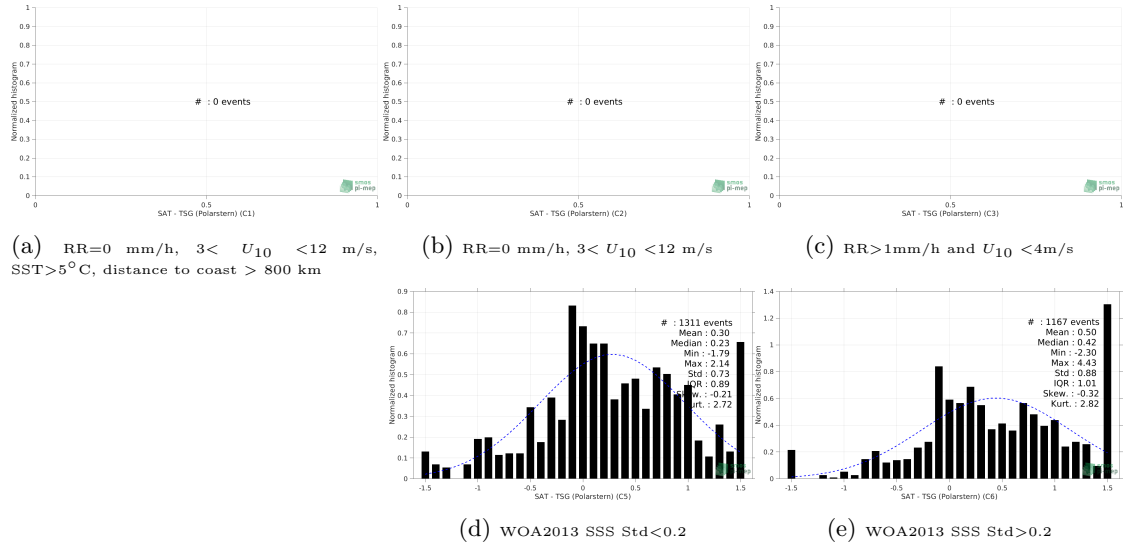 1
0.9
0.8
0.7
0.6
0.5
0.4
0.3
0.2
0.1
0
Normalized histogram
# : 0 events
0 0.5 1
SAT - TSG (Polarstern) (C1)
smos
pi-mep
1
0.9
0.8
0.7
0.6
0.5
0.4
0.3
0.2
0.1
0
Normalized histogram
# : 0 events
0 0.5 1
SAT - TSG (Polarstern) (C2)
smos
pi-mep
1
0.9
0.8
0.7
0.6
0.5
0.4
0.3
0.2
0.1
0
Normalized histogram
# : 0 events
0 0.5 1
SAT - TSG (Polarstern) (C3)
smos
pi-mep
(a) RR=0 mm/h, 3< U10 <12 m/s,
SST>5°C, distance to coast > 800 km
(b) RR=0 mm/h, 3< U10 <12 m/s
(c) RR>1mm/h and U10 <4m/s
0.9
0.8
0.7
0.6
0.5
0.4
0.3
0.2
0.1
0
Normalized histogram
# : 1311 events
Mean : 0.30
Median : 0.23
Min : -1.79
Max : 2.14
Std : 0.73
IQR : 0.89
Skew. : -0.21
Kurt. : 2.72
-1.5 -1 -0.5 0 0.5 1 1.5
SAT - TSG (Polarstern) (C5)
pi-mep
1.4
1.2
1
0.8
0.6
0.4
0.2
0
Normalized histogram
# : 1167 events
Mean : 0.50
Median : 0.42
Min : -2.30
Max : 4.43
Std : 0.88
IQR : 1.01
Skew. : -0.32
Kurt. : 2.82
-1.5 -1 -0.5 0 0.5 1 1.5
SAT - TSG (Polarstern) (C6)
(d) WOA2013 SSS Std<0.2
(e) WOA2013 SSS Std>0.2